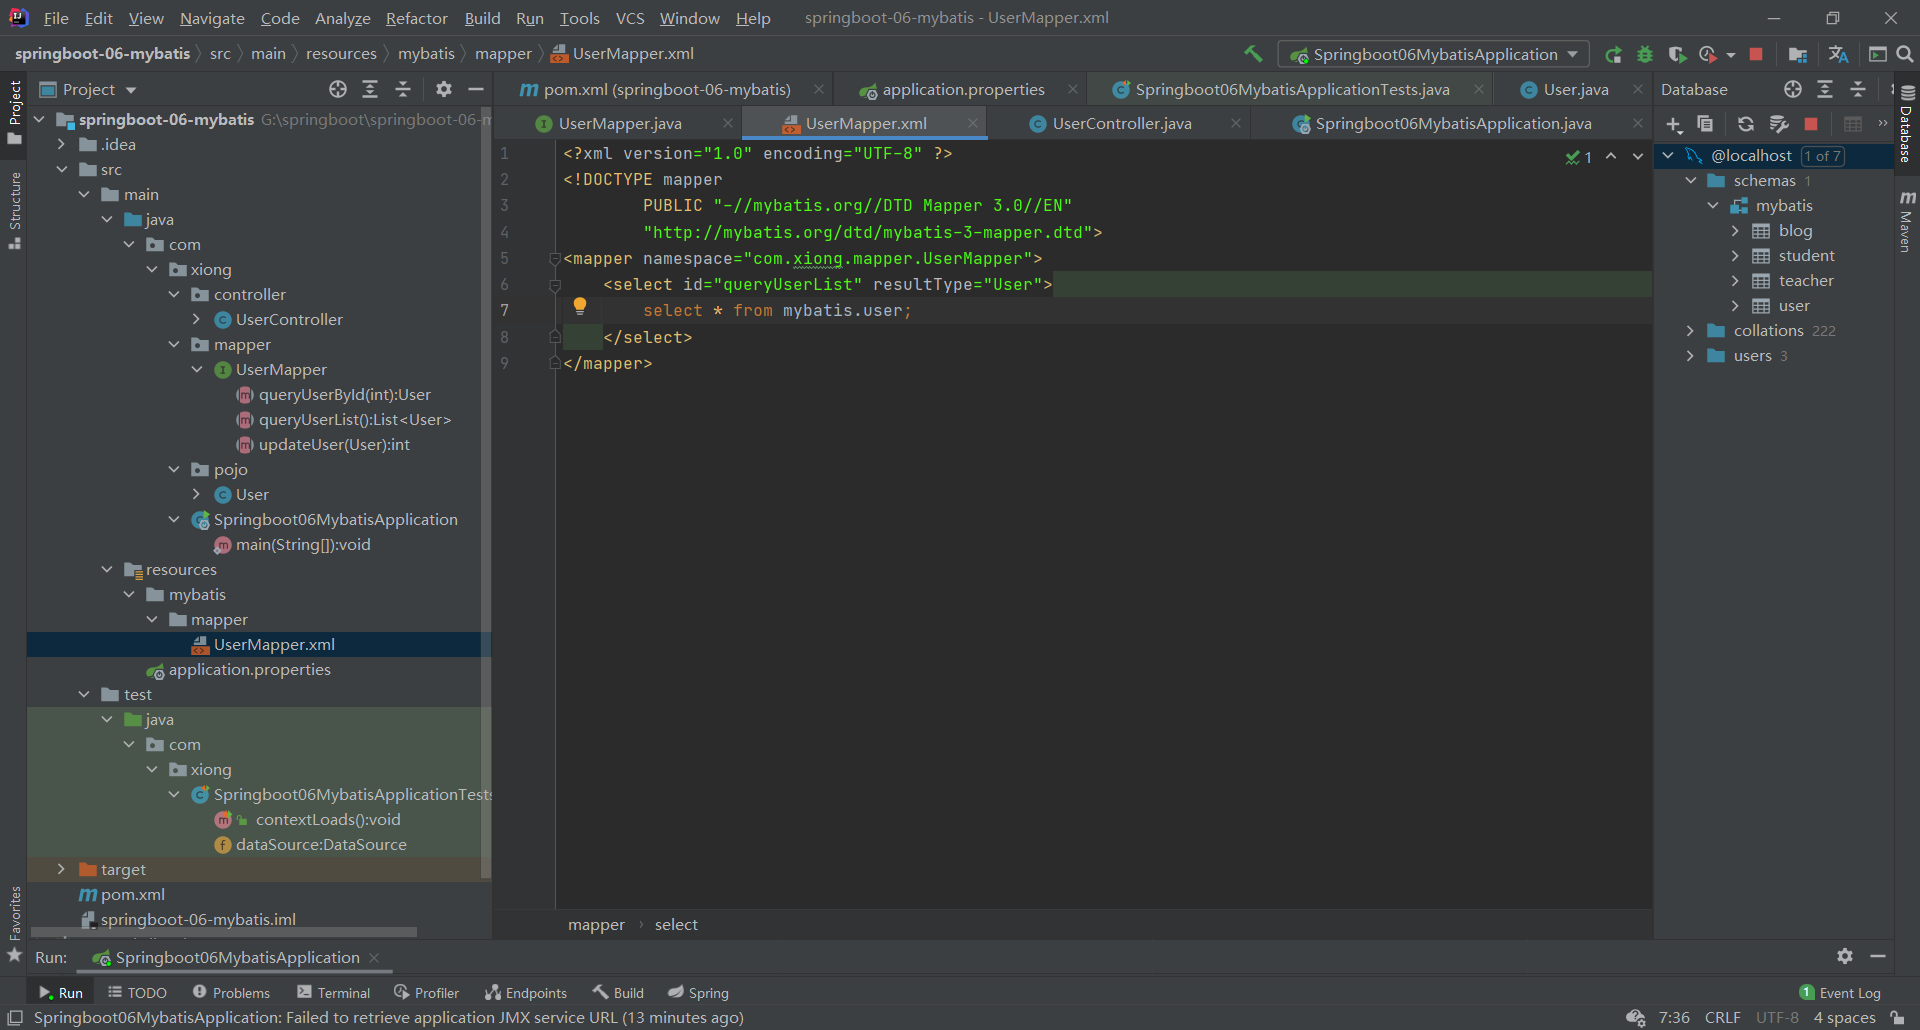 File Edit View Navigate Code Analyze Refactor Build Run Tools VCS Window Help springboot-06-mybatis - UserMapper.xml
springboot-06-mybatis src main resources mybatis mapper UserMapper.xml Springboot06MybatisApplication
Project
Structure
Favorites
Project
springboot-06-mybatis G:\springboot\springboot-06-m
.idea
src
main
java
com
xiong
controller
UserController
mapper
UserMapper
queryUserById(int):User
queryUserList():List<User>
updateUser(User):int
pojo
User
Springboot06MybatisApplication
main(String[]):void
resources
mybatis
mapper
UserMapper.xml
application.properties
test
java
com
xiong
Springboot06MybatisApplicationTests
contextLoads():void
dataSource:DataSource
target
pom.xml
springboot-06-mybatis.iml
pom.xml (springboot-06-mybatis) application.properties Springboot06MybatisApplicationTests.java User.java
UserMapper.java UserMapper.xml UserController.java Springboot06MybatisApplication.java
1 <?xml version="1.0" encoding="UTF-8" ?>
2 <!DOCTYPE mapper
3 PUBLIC "-//mybatis.org//DTD Mapper 3.0//EN"
4 "http://mybatis.org/dtd/mybatis-3-mapper.dtd">
5 <mapper namespace="com.xiong.mapper.UserMapper">
6 <select id="queryUserList" resultType="User">
7 select * from mybatis.user;
8 </select>
9 </mapper>
1
mapper › select
Database
@localhost 1 of 7
schemas 1
mybatis
blog
student
teacher
user
collations 222
users 3
Database
Maven
Run: Springboot06MybatisApplication
Run TODO Problems Terminal Profiler Endpoints Build Spring 1 Event Log
Springboot06MybatisApplication: Failed to retrieve application JMX service URL (13 minutes ago) 7:36 CRLF UTF-8 4 spaces